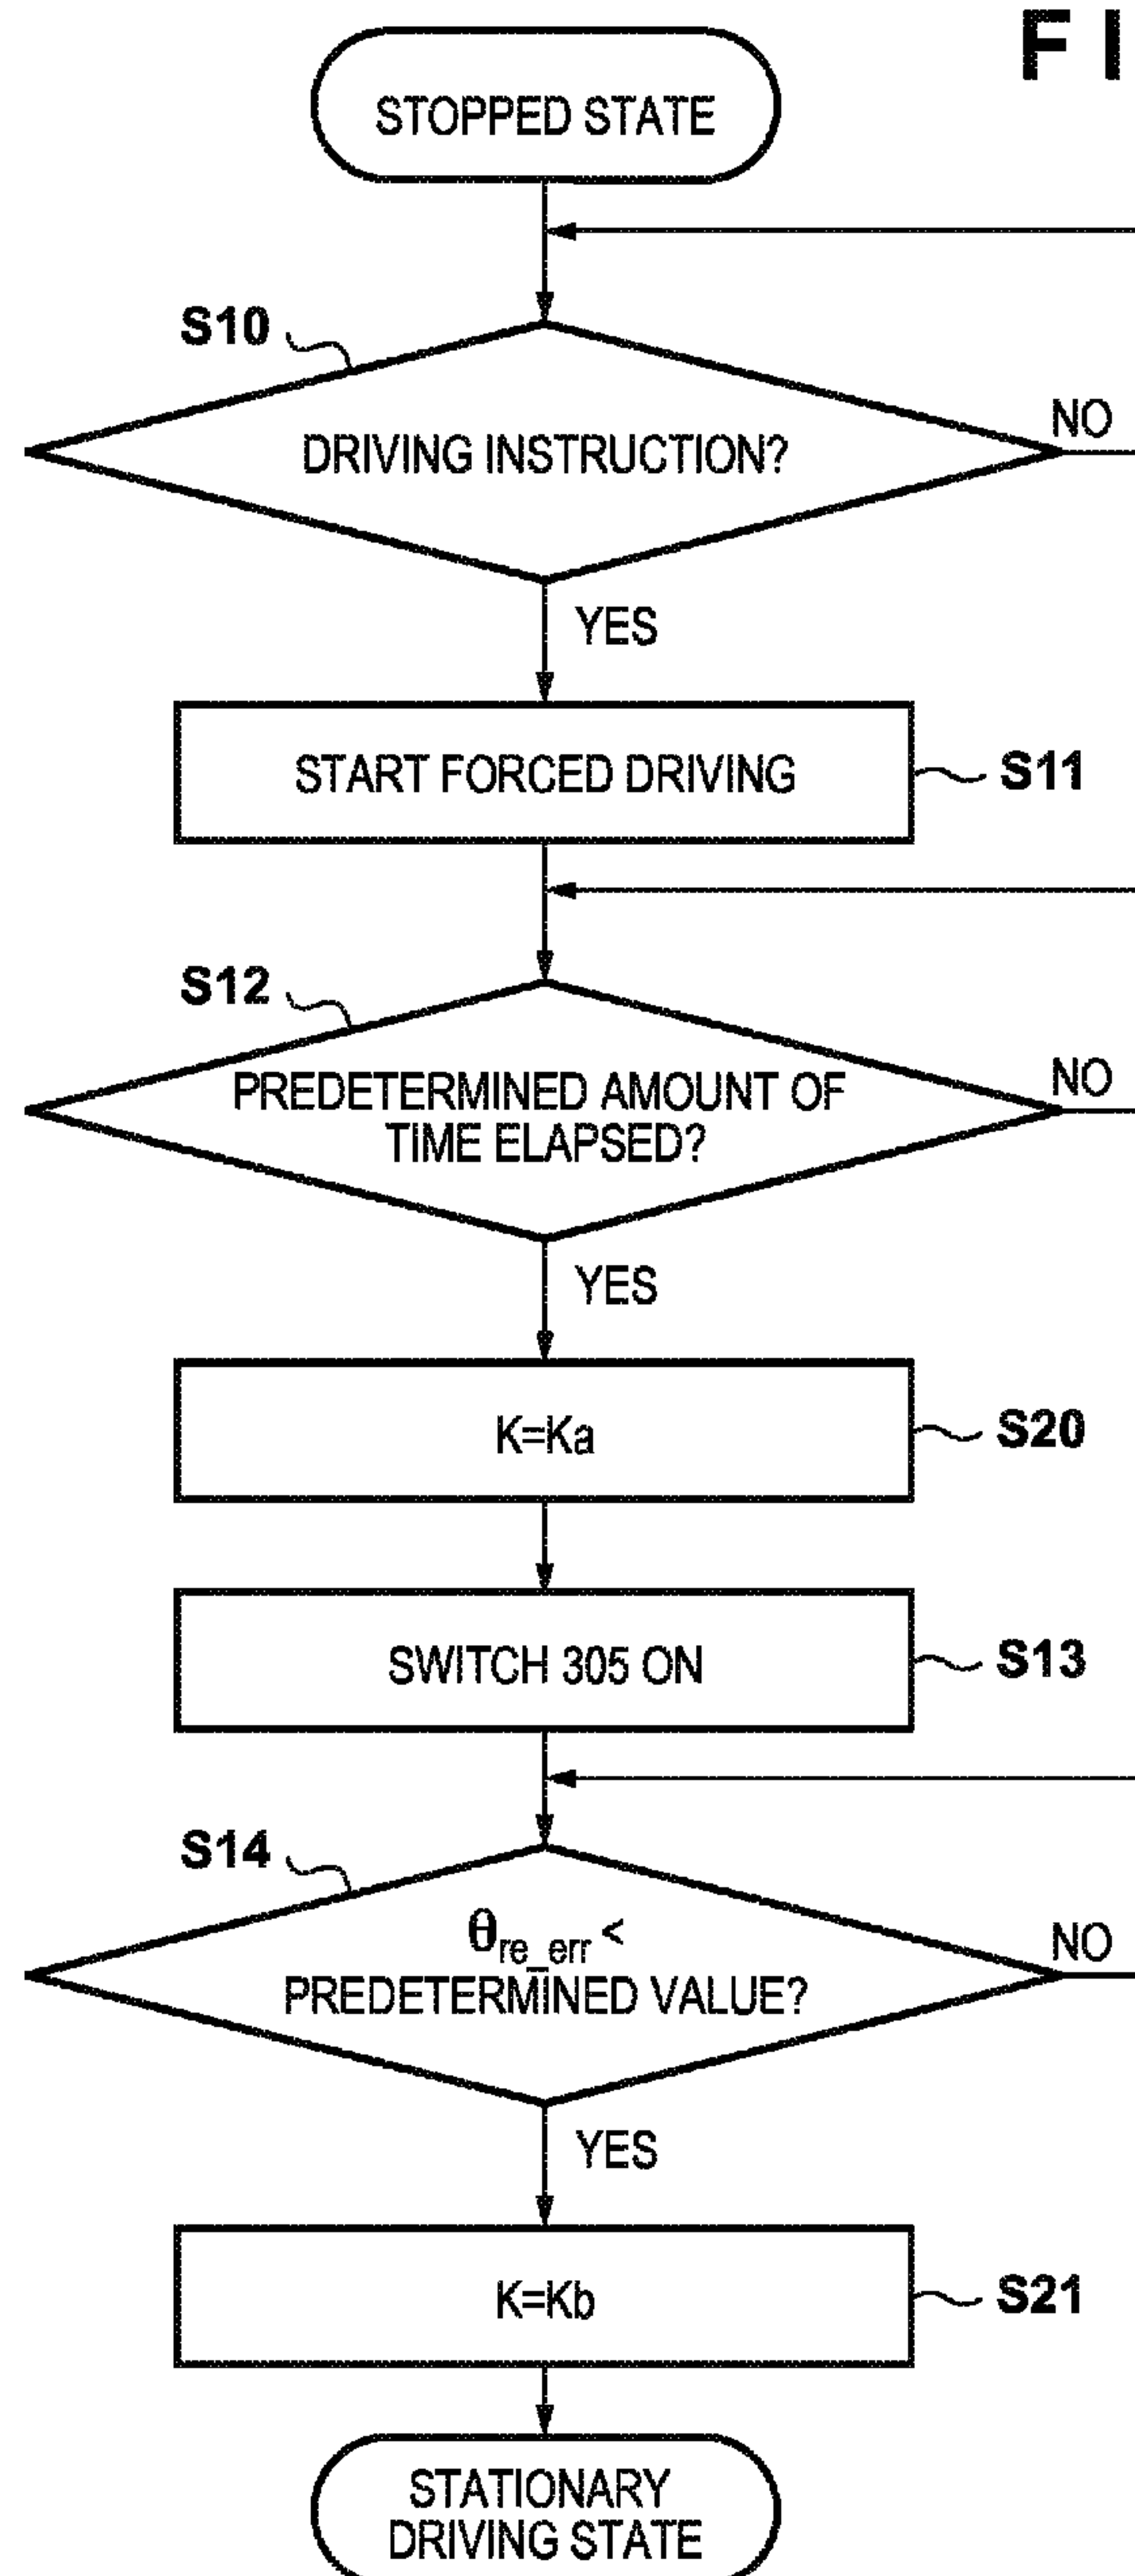 FI
STOPPED STATE
S10
DRIVING INSTRUCTION?
NO
YES
START FORCED DRIVING
S11
S12
PREDETERMINED AMOUNT OF
TIME ELAPSED?
NO
YES
K=Ka
S20
SWITCH 305 ON
S13
S14
θre_err <
PREDETERMINED VALUE?
NO
YES
K=Kb
S21
STATIONARY
DRIVING STATE